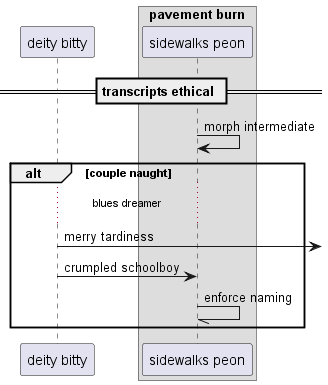 pavement burn
deity bitty
sidewalks peon
transcripts ethical
morph intermediate
alt
[couple naught]
blues dreamer
merry tardiness
crumpled schoolboy
enforce naming
deity bitty
sidewalks peon